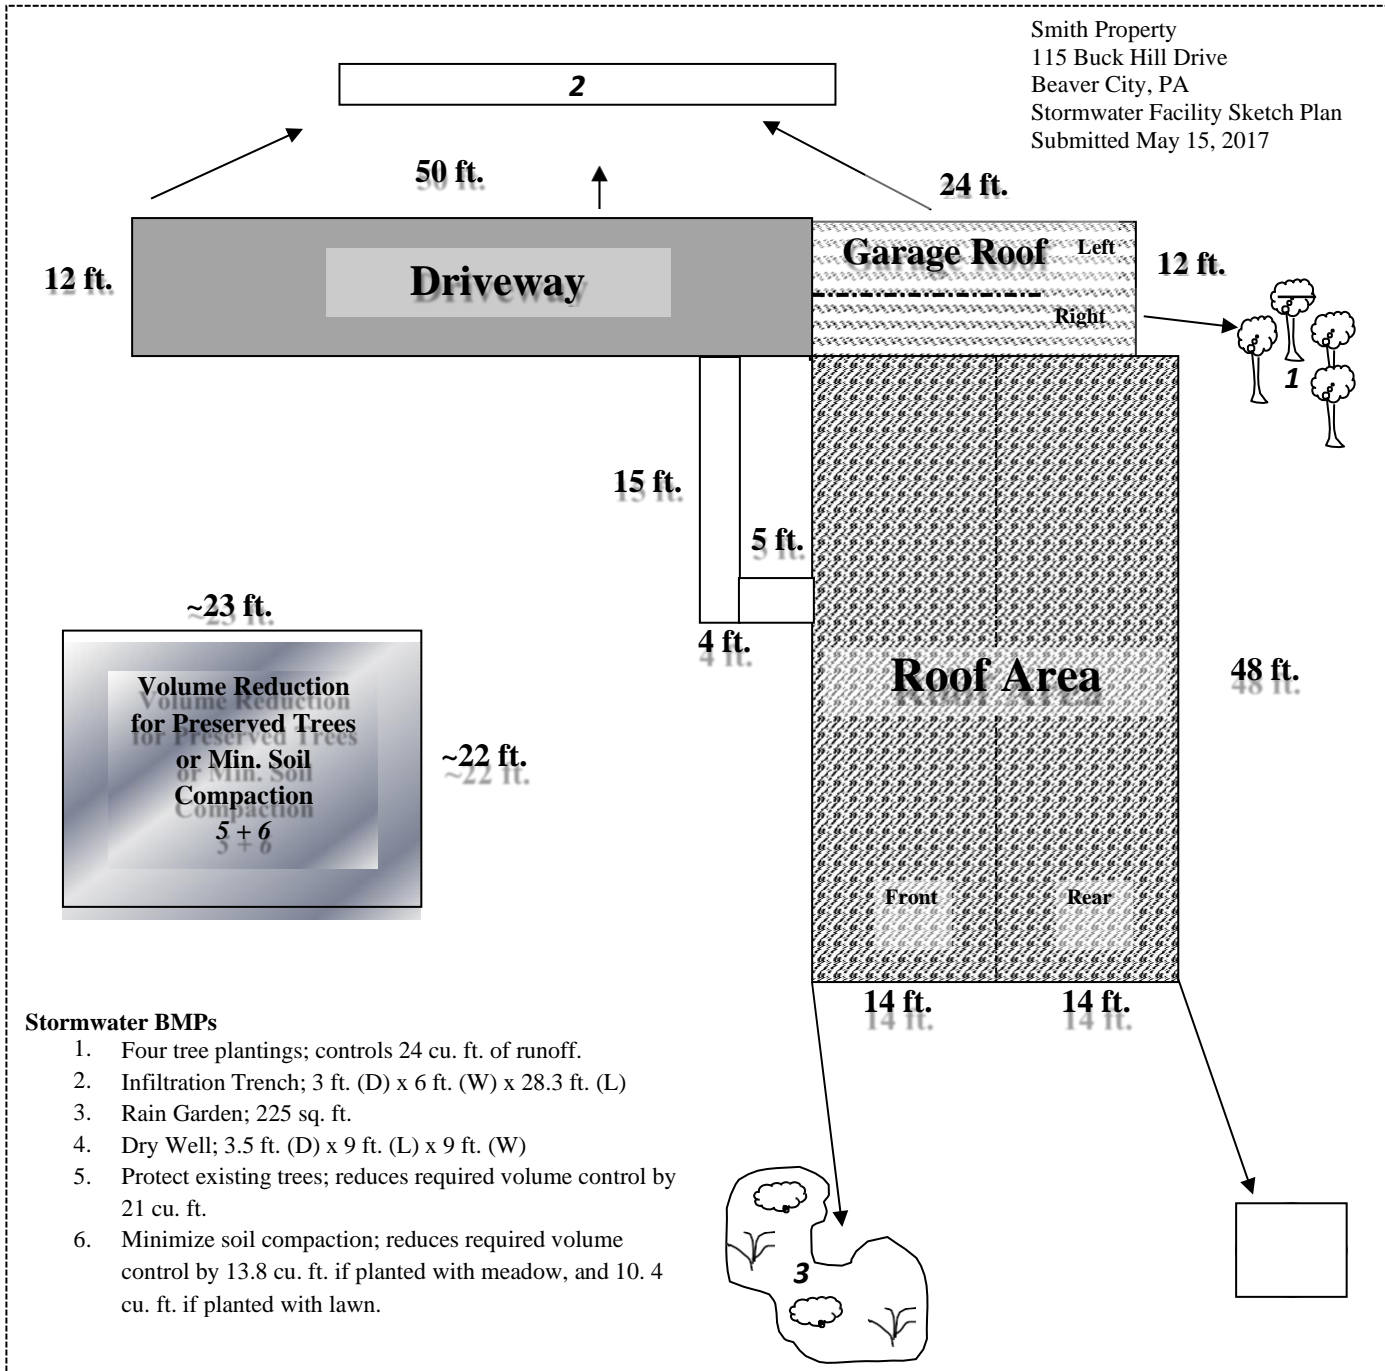 Smith Property
115 Buck Hill Drive
Beaver City, PA
Stormwater Facility Sketch Plan
Submitted May 15, 2017
2
50 ft.
24 ft.
12 ft.
Driveway
Garage Roof
Left
Right
12 ft.
1
15 ft.
5 ft.
4 ft.
~23 ft.
Volume Reduction
for Preserved Trees
or Min. Soil
Compaction
5 + 6
~22 ft.
Roof Area
48 ft.
Front
Rear
14 ft.
14 ft.
Stormwater BMPs
1. Four tree plantings; controls 24 cu. ft. of runoff.
2. Infiltration Trench; 3 ft. (D) x 6 ft. (W) x 28.3 ft. (L)
3. Rain Garden; 225 sq. ft.
4. Dry Well; 3.5 ft. (D) x 9 ft. (L) x 9 ft. (W)
5. Protect existing trees; reduces required volume control by
21 cu. ft.
6. Minimize soil compaction; reduces required volume
control by 13.8 cu. ft. if planted with meadow, and 10. 4
cu. ft. if planted with lawn.
3